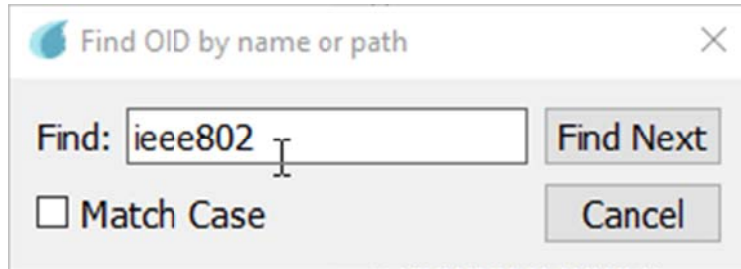 Find OID by name or path
Find: ieee802 Find Next
Match Case Cancel